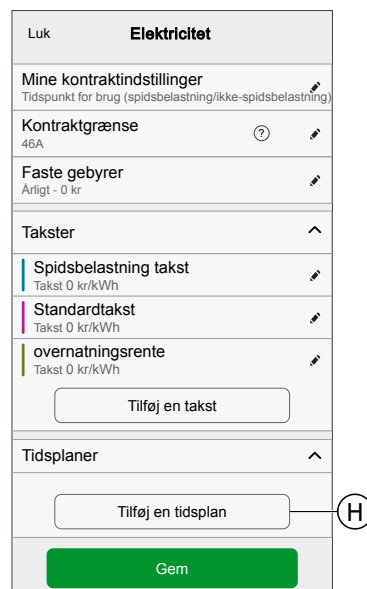 Luk Elektricitet
Mine kontraktindstillinger
Tidspunkt for brug (spidsbelastning/ikke-spidsbelastning)
Kontraktgrænse ?
46A
Faste gebyrer
Årligt - 0 kr
Takster
Spidsbelastning takst
Takst 0 kr/kWh
Standardtakst
Takst 0 kr/kWh
overnatningsrente
Takst 0 kr/kWh
Tilføj en takst
Tidsplaner
Tilføj en tidsplan H
Gem